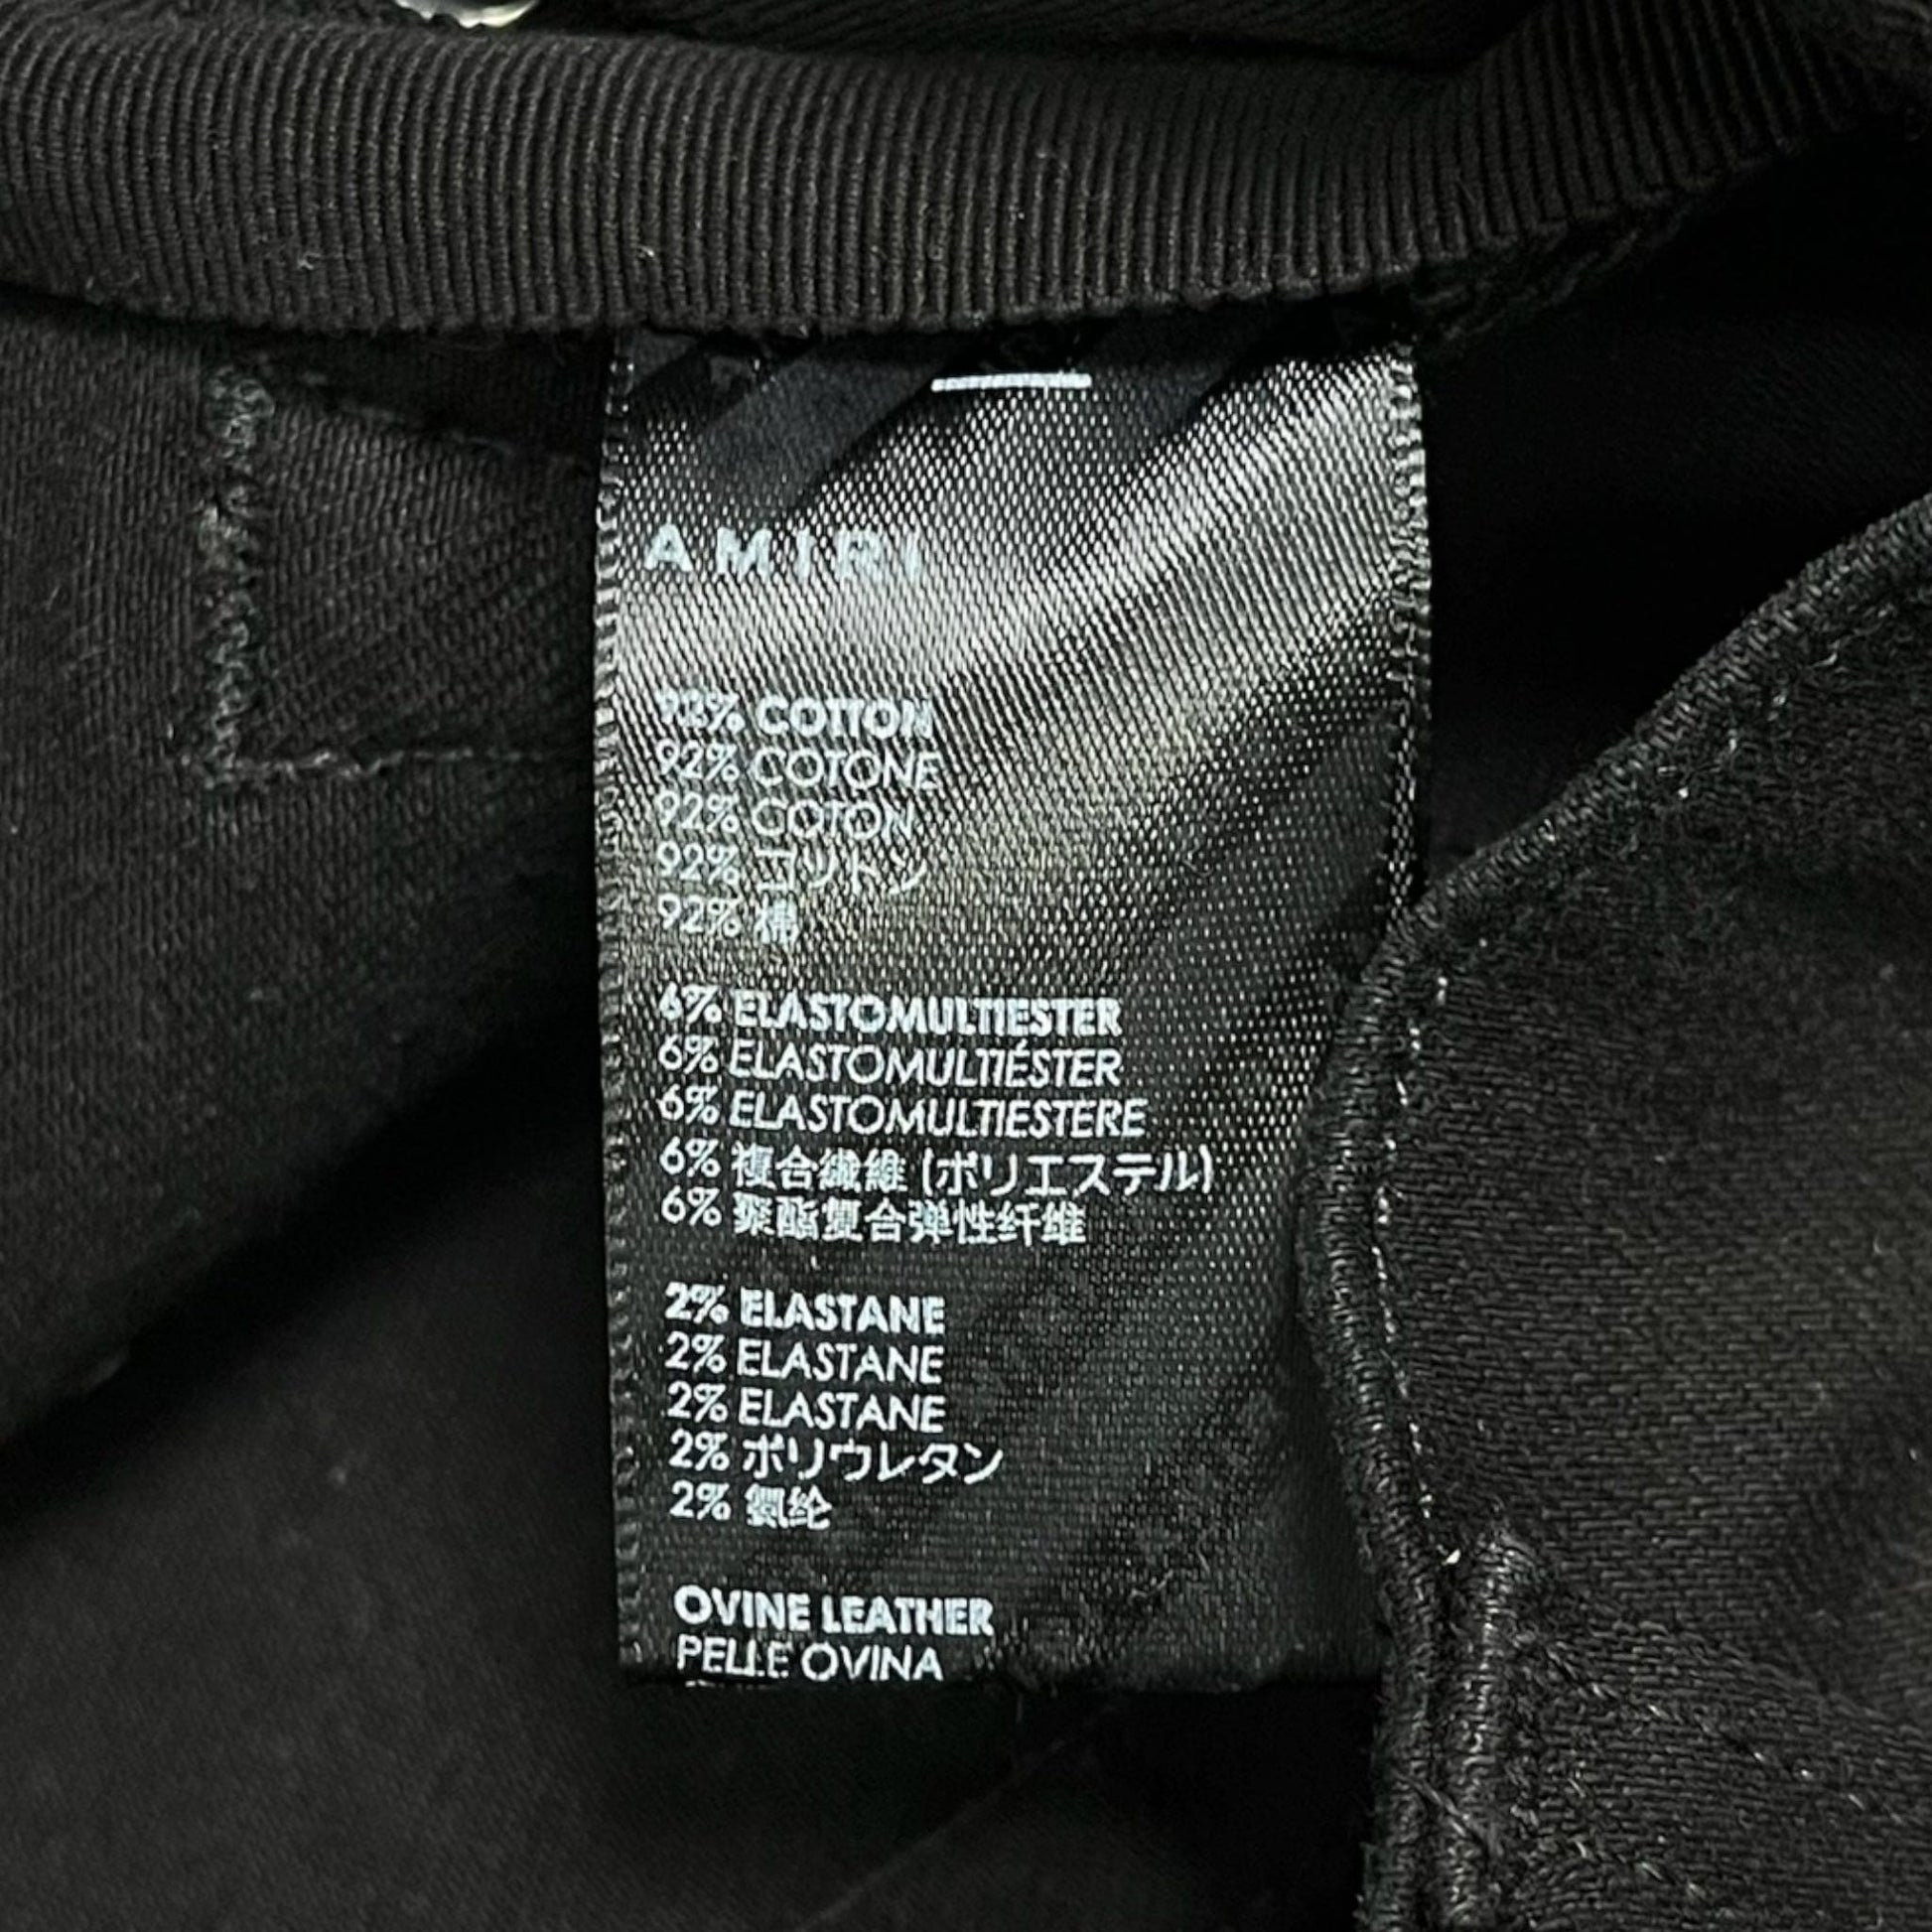 AMIRI
92% COTTON
92% COTONE
92% COTON
92% コットン
92% 棉
6% ELASTOMULTIESTER
6% ELASTOMULTIÉSTER
6% ELASTOMULTIESTERE
6% 複合繊維 (ポリエステル)
6% 聚酯复合弹性纤维
2% ELASTANE
2% ELASTANE
2% ELASTANE
2% ポリウレタン
2% 氨纶
OVINE LEATHER
PELLE OVINA